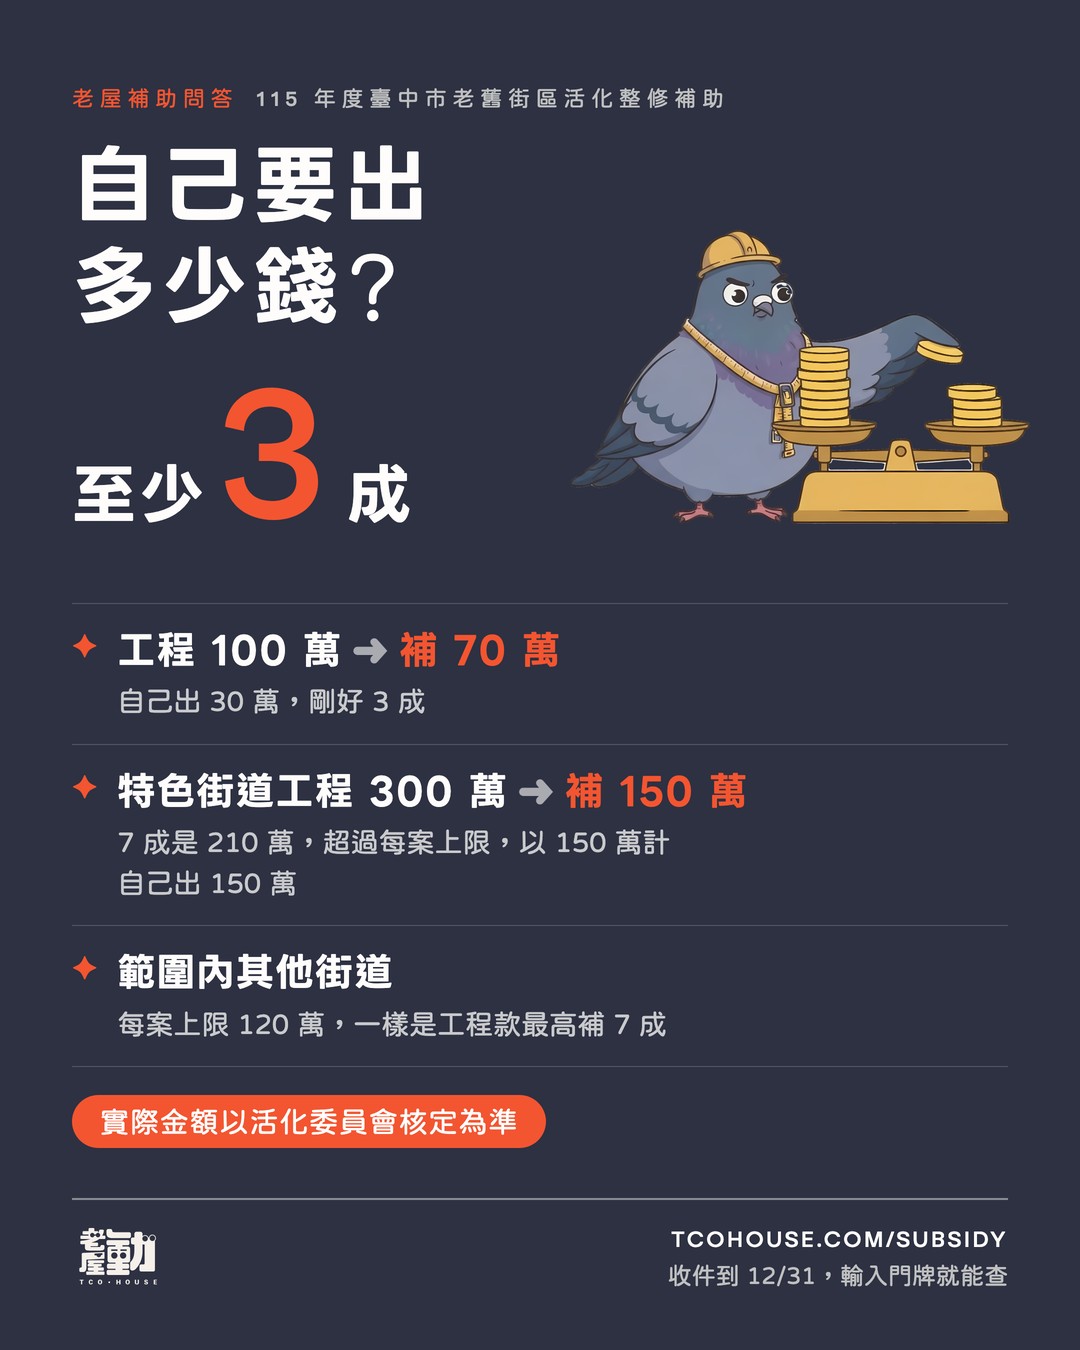 老屋補助問答 115 年度臺中市老舊街區活化整修補助
自己要出
多少錢?
至少 3 成
工程 100 萬 → 補 70 萬
自己出 30 萬，剛好 3 成
特色街道工程 300 萬 → 補 150 萬
7 成是 210 萬，超過每案上限，以 150 萬計
自己出 150 萬
範圍內其他街道
每案上限 120 萬，一樣是工程款最高補 7 成
實際金額以活化委員會核定為準
老屋動
TCO·HOUSE
TCOHOUSE.COM/SUBSIDY
收件到 12/31，輸入門牌就能查